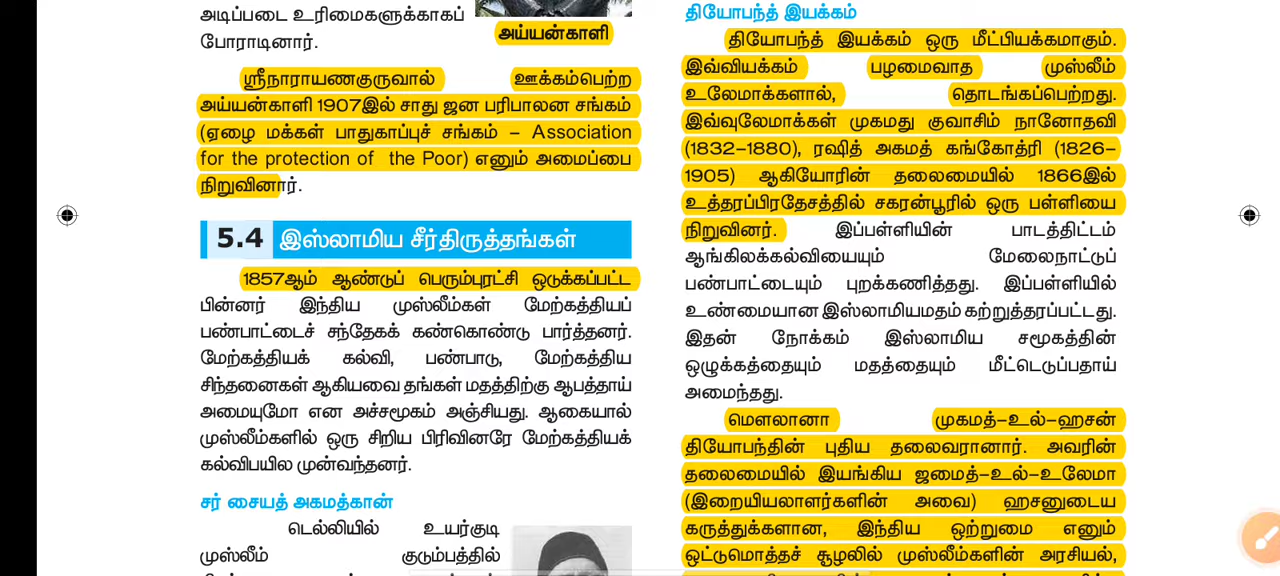 அடிப்படை உரிமைகளுக்காகப்
போராடினார்.
அய்யன்காளி
ஸ்ரீநாராயணகுருவால் ஊக்கம்பெற்ற
அய்யன்காளி 1907இல் சாது ஜன பரிபாலன சங்கம்
(ஏழை மக்கள் பாதுகாப்புச் சங்கம் – Association
for the protection of the Poor) எனும் அமைப்பை
நிறுவினார்.
5.4 இஸ்லாமிய சீர்திருத்தங்கள்
1857ஆம் ஆண்டுப் பெரும்புரட்சி ஒடுக்கப்பட்ட
பின்னர் இந்திய முஸ்லீம்கள் மேற்கத்தியப்
பண்பாட்டைச் சந்தேகக் கண்கொண்டு பார்த்தனர்.
மேற்கத்தியக் கல்வி, பண்பாடு, மேற்கத்திய
சிந்தனைகள் ஆகியவை தங்கள் மதத்திற்கு ஆபத்தாய்
அமையுமோ என அச்சமூகம் அஞ்சியது. ஆகையால்
முஸ்லீம்களில் ஒரு சிறிய பிரிவினரே மேற்கத்தியக்
கல்விபயில முன்வந்தனர்.
சர் சையத் அகமத்கான்
டெல்லியில் உயர்குடி
முஸ்லீம் குடும்பத்தில்
தியோபந்த் இயக்கம்
தியோபந்த் இயக்கம் ஒரு மீட்பியக்கமாகும்.
இவ்வியக்கம் பழமைவாத முஸ்லீம்
உலேமாக்களால், தொடங்கப்பெற்றது.
இவ்வுலேமாக்கள் முகமது குவாசிம் நானோதவி
(1832–1880), ரஷித் அகமத் கங்கோத்ரி (1826–
1905) ஆகியோரின் தலைமையில் 1866இல்
உத்தரப்பிரதேசத்தில் சகரன்பூரில் ஒரு பள்ளியை
நிறுவினர். இப்பள்ளியின் பாடத்திட்டம்
ஆங்கிலக்கல்வியையும் மேலைநாட்டுப்
பண்பாட்டையும் புறக்கணித்தது. இப்பள்ளியில்
உண்மையான இஸ்லாமியமதம் கற்றுத்தரப்பட்டது.
இதன் நோக்கம் இஸ்லாமிய சமூகத்தின்
ஒழுக்கத்தையும் மதத்தையும் மீட்டெடுப்பதாய்
அமைந்தது.
மௌலானா முகமத்–உல்–ஹசன்
தியோபந்தின் புதிய தலைவரானார். அவரின்
தலைமையில் இயங்கிய ஜமைத்–உல்–உலேமா
(இறையியலாளர்களின் அவை) ஹசனுடைய
கருத்துக்களான, இந்திய ஒற்றுமை எனும்
ஒட்டுமொத்தச் சூழலில் முஸ்லீம்களின் அரசியல்,